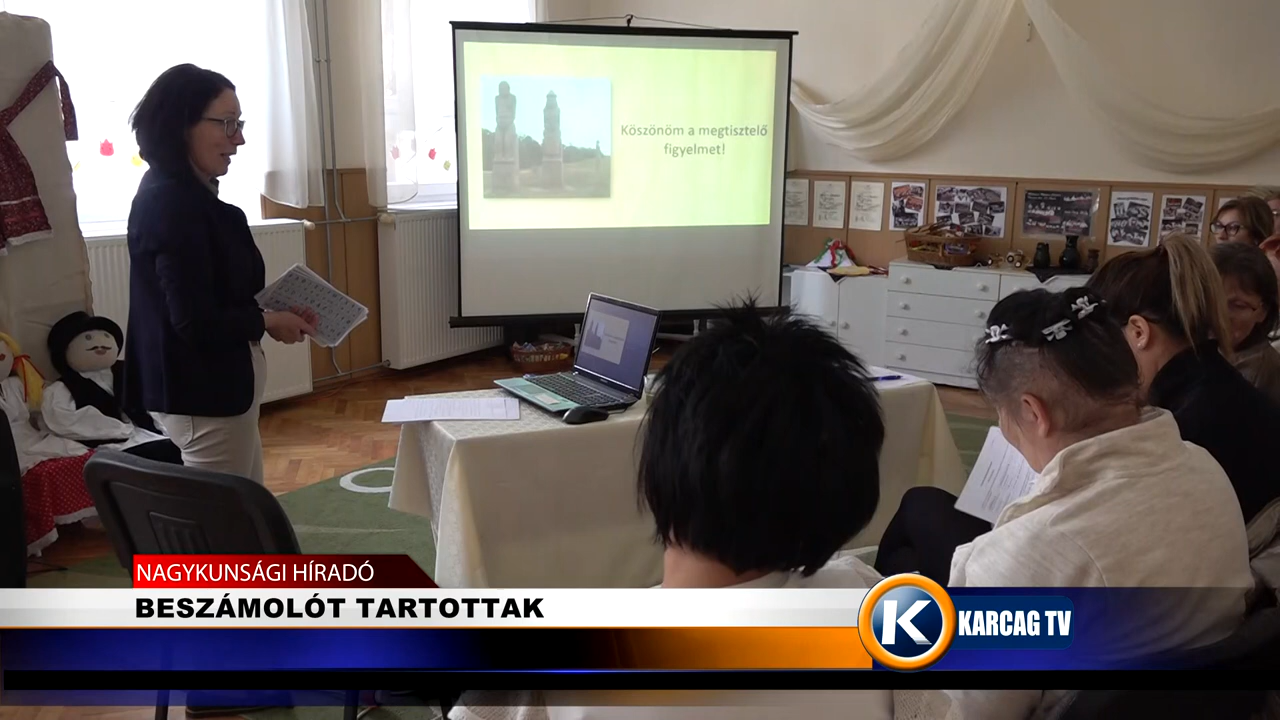 Köszönöm a megtisztelő
figyelmet!
NAGYKUNSÁGI HÍRADÓ
BESZÁMOLÓT TARTOTTAK
K KARCAG TV